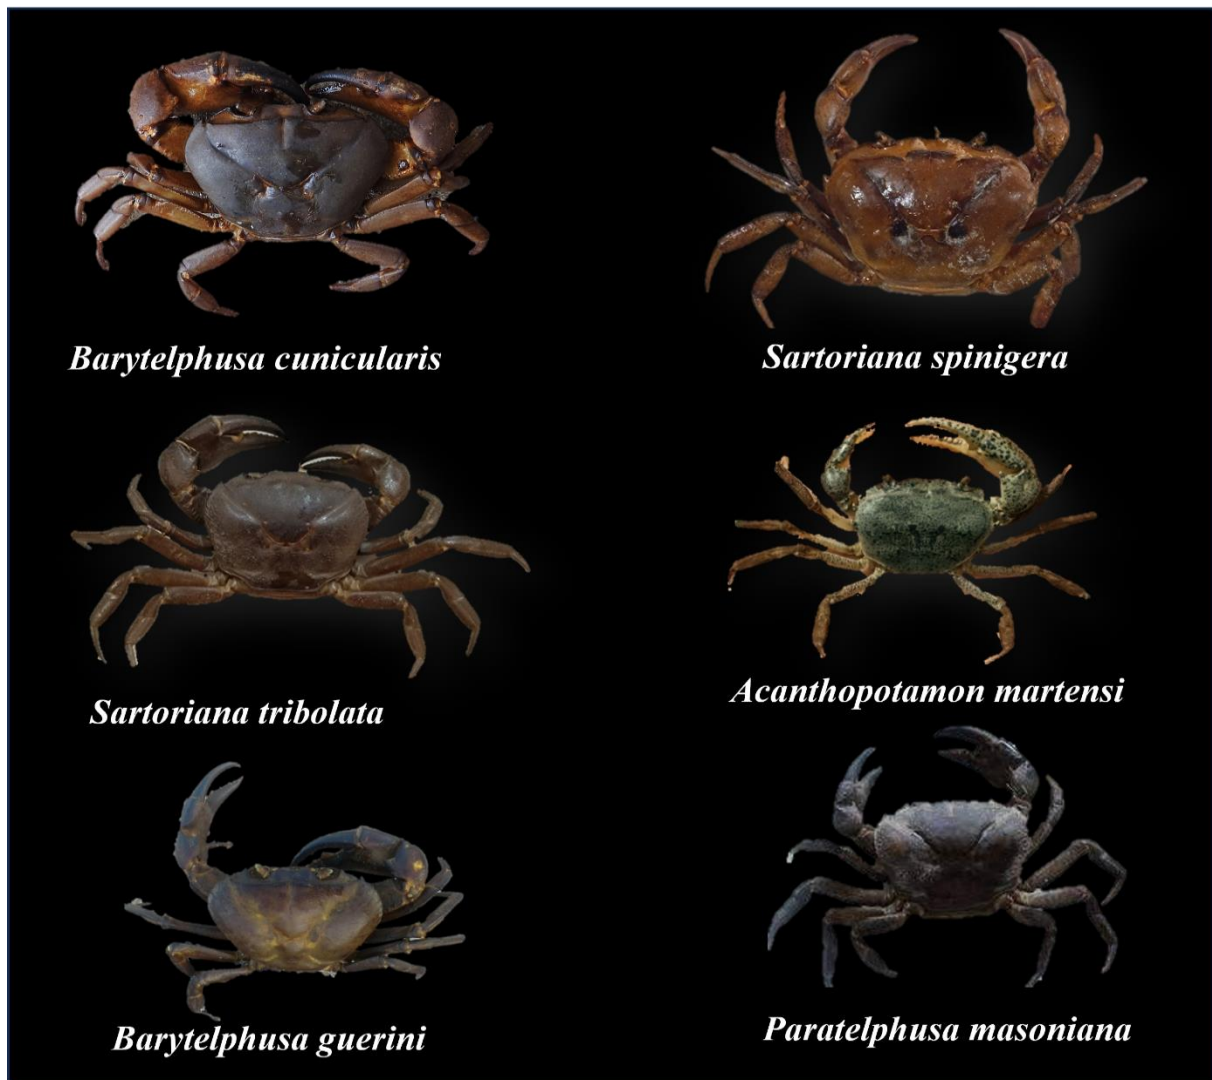 Barytelphusa cunicularis
Sartoriana spinigera
Sartoriana tribolata
Acanthopotamon martensi
Barytelphusa guerini
Paratelphusa masoniana